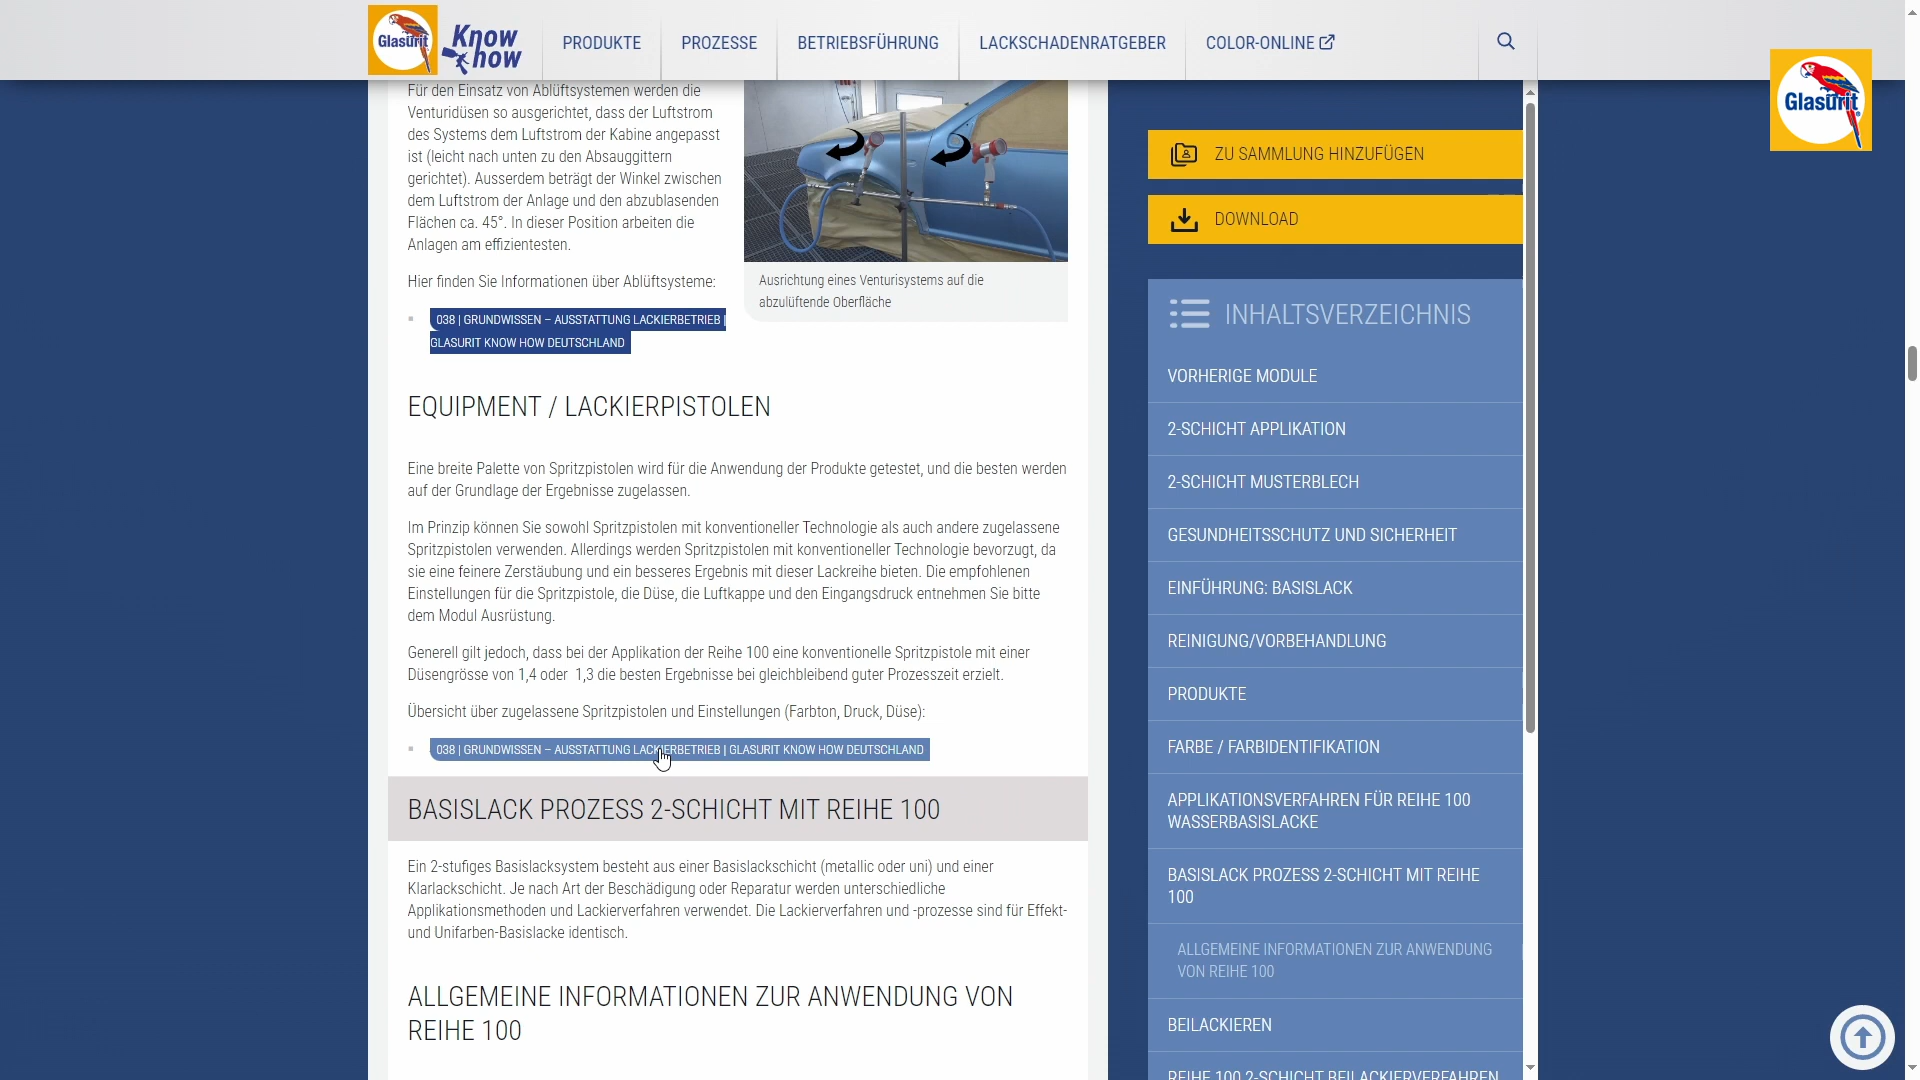 Glasurit
Know
how
PRODUKTE
PROZESSE
BETRIEBSFÜHRUNG
LACKSCHADENRATGEBER
COLOR-ONLINE
Glasurit
Für den Einsatz von Ablüftsystemen werden die
Venturidüsen so ausgerichtet, dass der Luftstrom
des Systems dem Luftstrom der Kabine angepasst
ist (leicht nach unten zu den Absauggittern
gerichtet). Ausserdem beträgt der Winkel zwischen
dem Luftstrom der Anlage und den abzublasenden
Flächen ca. 45°. In dieser Position arbeiten die
Anlagen am effizientesten.
Hier finden Sie Informationen über Ablüftsysteme:
038 | GRUNDWISSEN – AUSSTATTUNG LACKIERBETRIEB |
GLASURIT KNOW HOW DEUTSCHLAND
Ausrichtung eines Venturisystems auf die
abzulüftende Oberfläche
EQUIPMENT / LACKIERPISTOLEN
Eine breite Palette von Spritzpistolen wird für die Anwendung der Produkte getestet, und die besten werden
auf der Grundlage der Ergebnisse zugelassen.
Im Prinzip können Sie sowohl Spritzpistolen mit konventioneller Technologie als auch andere zugelassene
Spritzpistolen verwenden. Allerdings werden Spritzpistolen mit konventioneller Technologie bevorzugt, da
sie eine feinere Zerstäubung und ein besseres Ergebnis mit dieser Lackreihe bieten. Die empfohlenen
Einstellungen für die Spritzpistole, die Düse, die Luftkappe und den Eingangsdruck entnehmen Sie bitte
dem Modul Ausrüstung.
Generell gilt jedoch, dass bei der Applikation der Reihe 100 eine konventionelle Spritzpistole mit einer
Düsengrösse von 1,4 oder  1,3 die besten Ergebnisse bei gleichbleibend guter Prozesszeit erzielt.
Übersicht über zugelassene Spritzpistolen und Einstellungen (Farbton, Druck, Düse):
038 | GRUNDWISSEN – AUSSTATTUNG LACKIERBETRIEB | GLASURIT KNOW HOW DEUTSCHLAND
BASISLACK PROZESS 2-SCHICHT MIT REIHE 100
Ein 2-stufiges Basislacksystem besteht aus einer Basislackschicht (metallic oder uni) und einer
Klarlackschicht. Je nach Art der Beschädigung oder Reparatur werden unterschiedliche
Applikationsmethoden und Lackierverfahren verwendet. Die Lackierverfahren und -prozesse sind für Effekt-
und Unifarben-Basislacke identisch.
ALLGEMEINE INFORMATIONEN ZUR ANWENDUNG VON
REIHE 100
ZU SAMMLUNG HINZUFÜGEN
DOWNLOAD
INHALTSVERZEICHNIS
VORHERIGE MODULE
2-SCHICHT APPLIKATION
2-SCHICHT MUSTERBLECH
GESUNDHEITSSCHUTZ UND SICHERHEIT
EINFÜHRUNG: BASISLACK
REINIGUNG/VORBEHANDLUNG
PRODUKTE
FARBE / FARBIDENTIFIKATION
APPLIKATIONSVERFAHREN FÜR REIHE 100
WASSERBASISLACKE
BASISLACK PROZESS 2-SCHICHT MIT REIHE
100
ALLGEMEINE INFORMATIONEN ZUR ANWENDUNG
VON REIHE 100
BEILACKIEREN
REIHE 100 2-SCHICHT BEILACKIERVERFAHREN